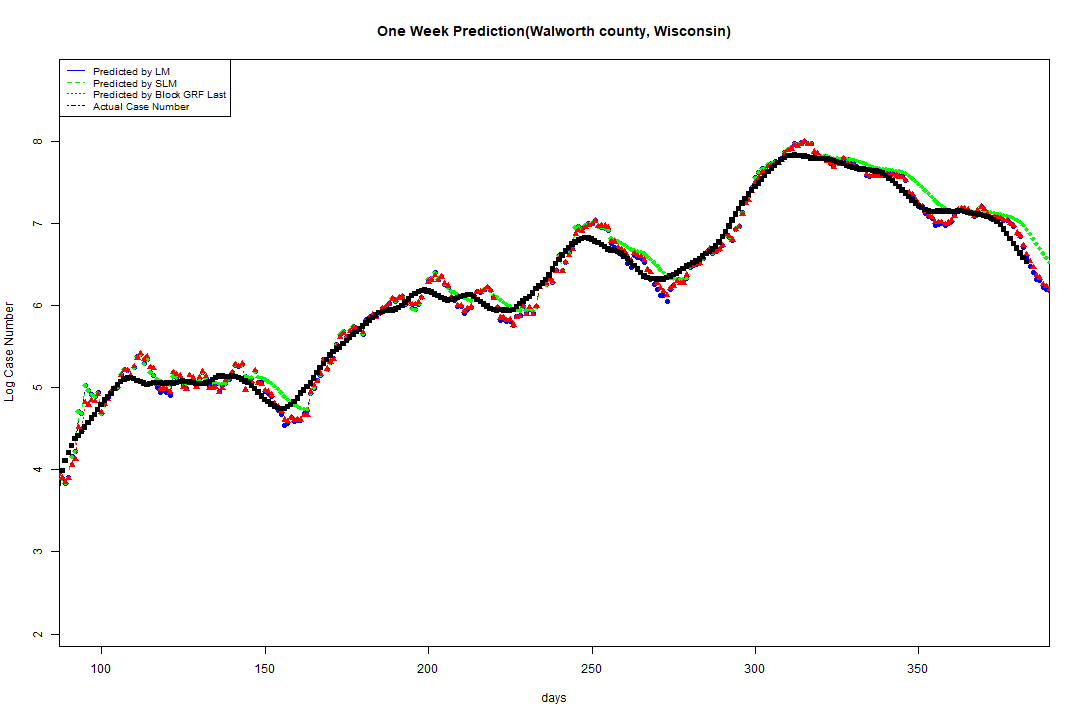 One Week Prediction(Walworth county, Wisconsin)
Predicted by LM
Predicted by SLM
Predicted by Block GRF Last
Actual Case Number
8
7
6
5
4
3
2
Log Case Number
100 150 200 250 300 350
days